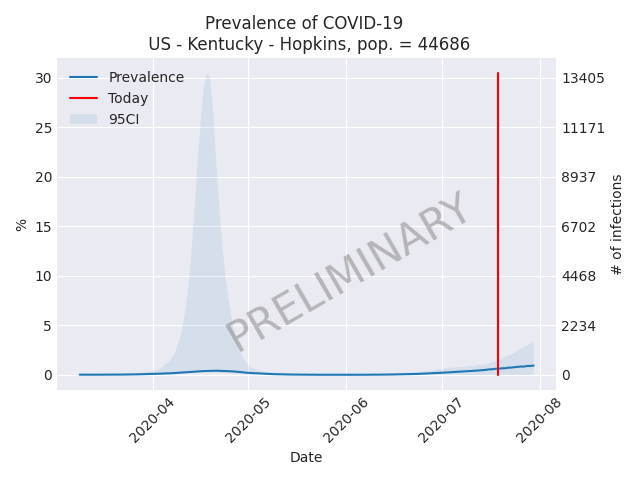 Prevalence of COVID-19
US - Kentucky - Hopkins, pop. = 44686
Prevalence
Today
95CI
30
25
20
15
10
5
0
%
13405
11171
8937
6702
4468
2234
0
# of infections
PRELIMINARY
2020-04
2020-05
2020-06
2020-07
2020-08
Date